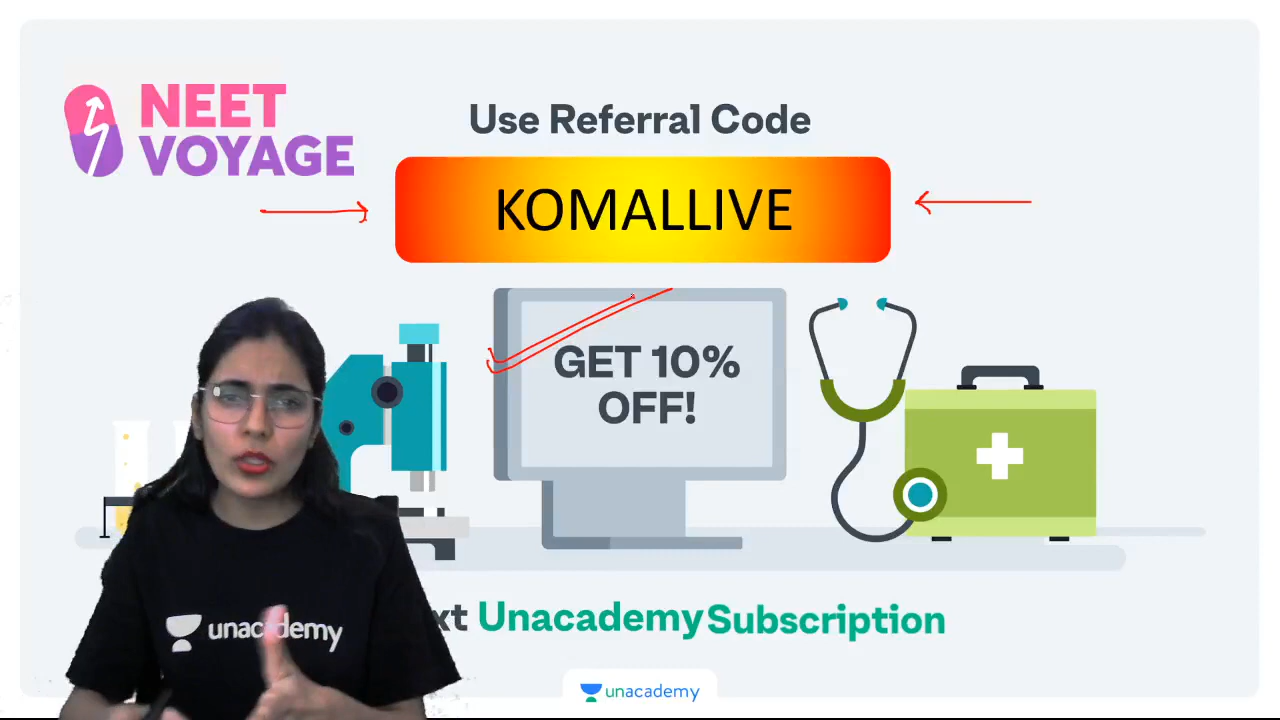 NEET
VOYAGE
Use Referral Code
KOMALLIVE
GET 10%
OFF!
Unacademy Subscription
unacademy
unacademy